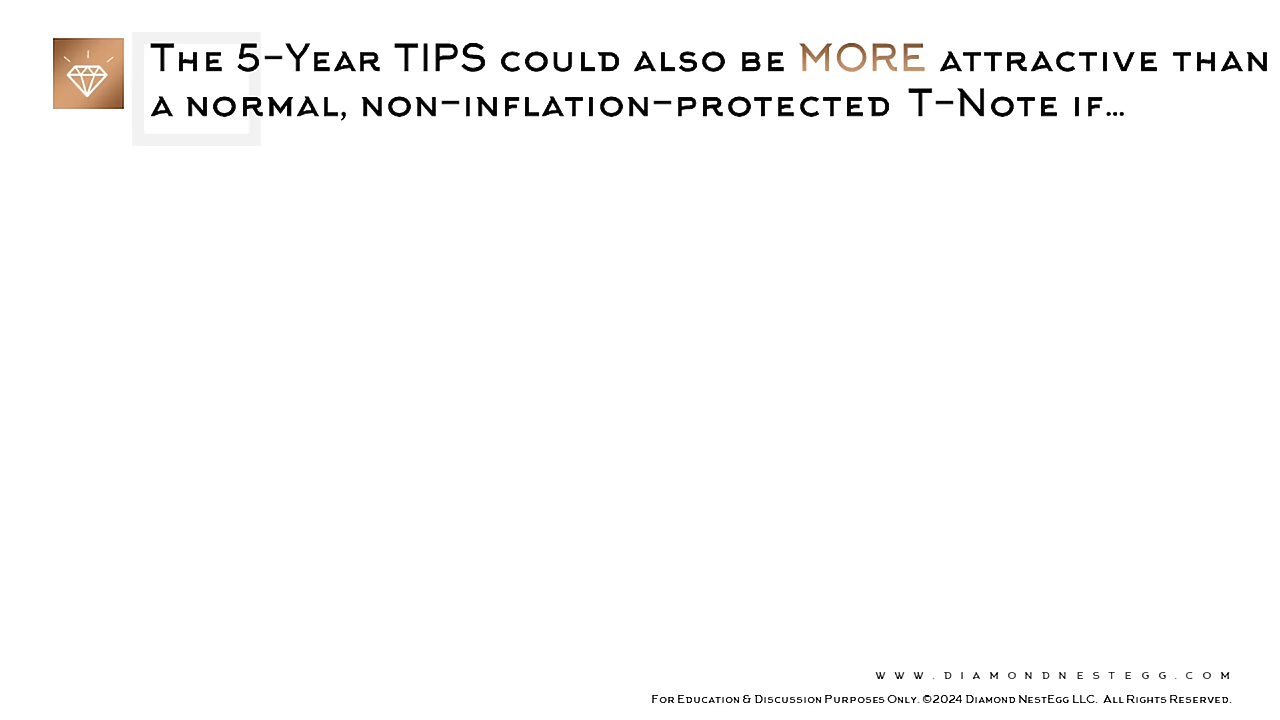 The 5-Year TIPS could also be MORE attractive than
a normal, non-inflation-protected T-Note if...
WWW.DIAMONDNESTEGG.COM
For Education & Discussion Purposes Only. ©2024 Diamond NestEgg LLC. All Rights Reserved.